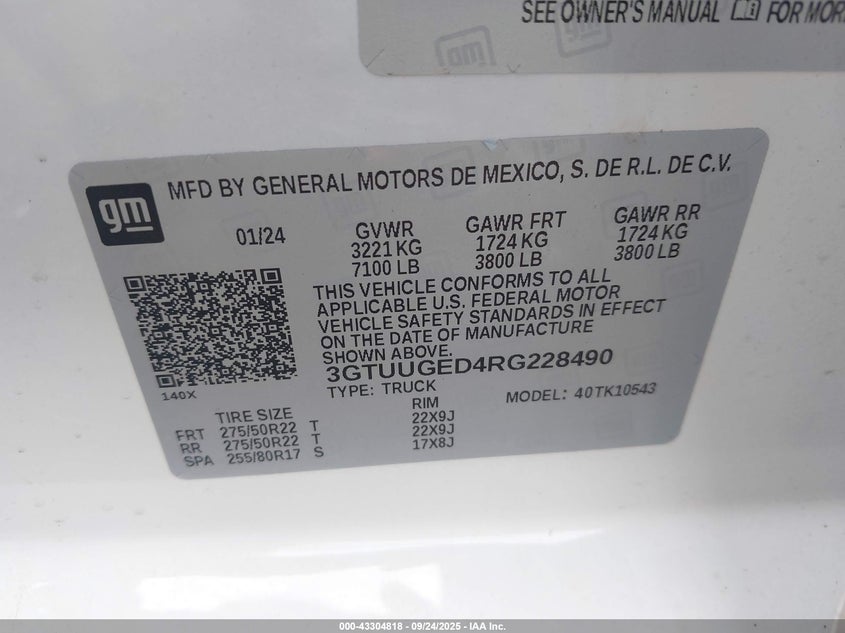 SEE OWNER'S MANUAL FOR MOR
gm
gm
gm MFD BY GENERAL MOTORS DE MEXICO, S. DE R.L. DE C.V.
01/24
GVWR GAWR FRT GAWR RR
3221 KG 1724 KG 1724 KG
7100 LB 3800 LB 3800 LB
THIS VEHICLE CONFORMS TO ALL
APPLICABLE U.S. FEDERAL MOTOR
VEHICLE SAFETY STANDARDS IN EFFECT
ON THE DATE OF MANUFACTURE
SHOWN ABOVE.
3GTUUGED4RG228490
140X
TYPE: TRUCK MODEL: 40TK10543
TIRE SIZE RIM
FRT 275/50R22 T 22X9J
RR 275/50R22 T 22X9J
SPA 255/80R17 S 17X8J
000-43304818 - 09/24/2025 - IAA Inc.